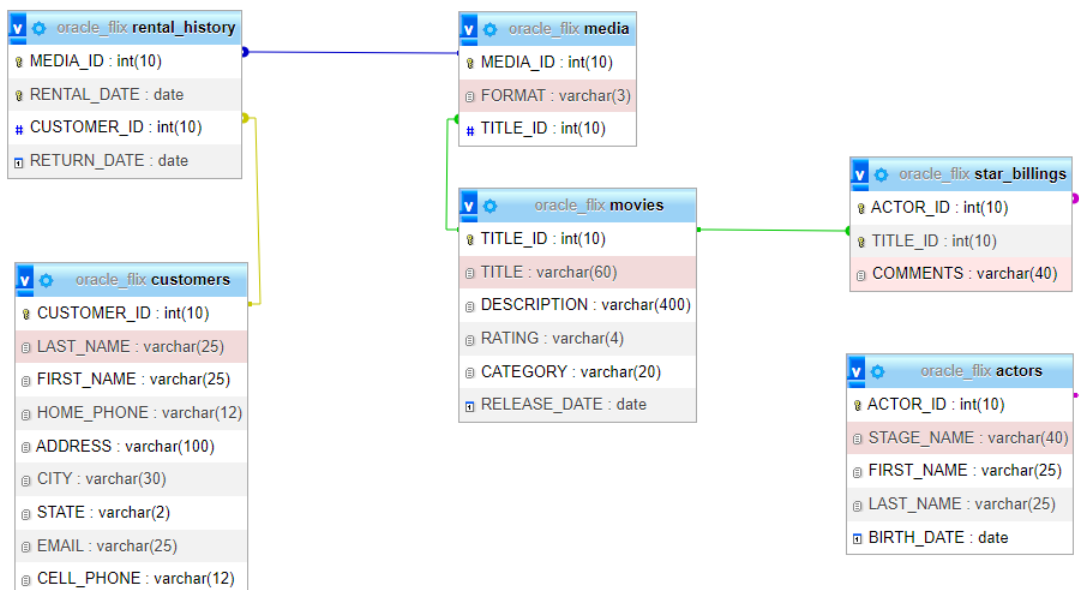 oracle_flix rental_history
MEDIA_ID : int(10)
RENTAL_DATE : date
CUSTOMER_ID : int(10)
RETURN_DATE : date
oracle_flix media
MEDIA_ID : int(10)
FORMAT : varchar(3)
TITLE_ID : int(10)
oracle_flix star_billings
ACTOR_ID : int(10)
TITLE_ID : int(10)
COMMENTS : varchar(40)
oracle_flix movies
TITLE_ID : int(10)
TITLE : varchar(60)
DESCRIPTION : varchar(400)
RATING : varchar(4)
CATEGORY : varchar(20)
RELEASE_DATE : date
oracle_flix customers
CUSTOMER_ID : int(10)
LAST_NAME : varchar(25)
FIRST_NAME : varchar(25)
HOME_PHONE : varchar(12)
ADDRESS : varchar(100)
CITY : varchar(30)
STATE : varchar(2)
EMAIL : varchar(25)
CELL_PHONE : varchar(12)
oracle_flix actors
ACTOR_ID : int(10)
STAGE_NAME : varchar(40)
FIRST_NAME : varchar(25)
LAST_NAME : varchar(25)
BIRTH_DATE : date